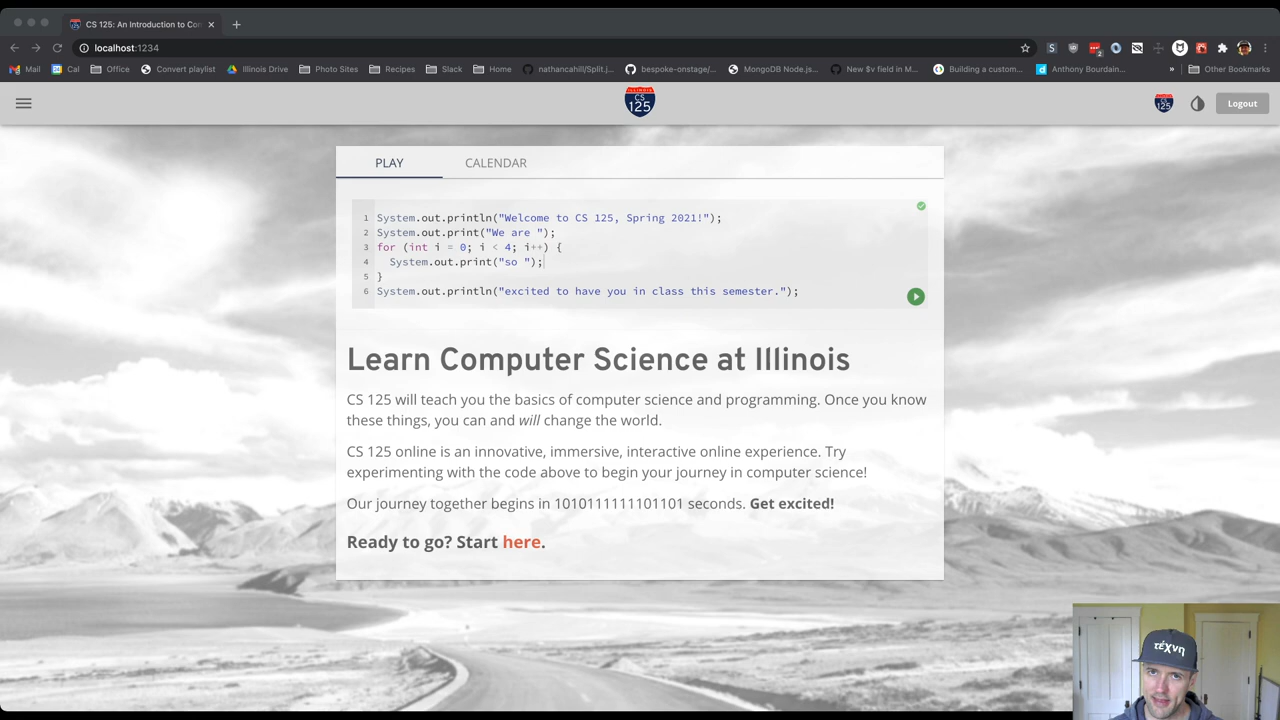 CS 125: An Introduction to Con
localhost:1234
Mail
Cal
Office
Convert playlist
Illinois Drive
Photo Sites
Recipes
Slack
Home
nathancahill/Split.j...
bespoke-onstage/...
MongoDB Node.js...
New $v field in M...
Building a custom...
Anthony Bourdain...
»
Other Bookmarks
ILLINOIS
CS
125
Logout
PLAY
CALENDAR
1 System.out.println("Welcome to CS 125, Spring 2021!");
2 System.out.print("We are ");
3 for (int i = 0; i < 4; i++) {
4 System.out.print("so ");
5 }
6 System.out.println("excited to have you in class this semester.");
Learn Computer Science at Illinois
CS 125 will teach you the basics of computer science and programming. Once you know
these things, you can and will change the world.
CS 125 online is an innovative, immersive, interactive online experience. Try
experimenting with the code above to begin your journey in computer science!
Our journey together begins in 1010111111101101 seconds. Get excited!
Ready to go? Start here.
τέχνη